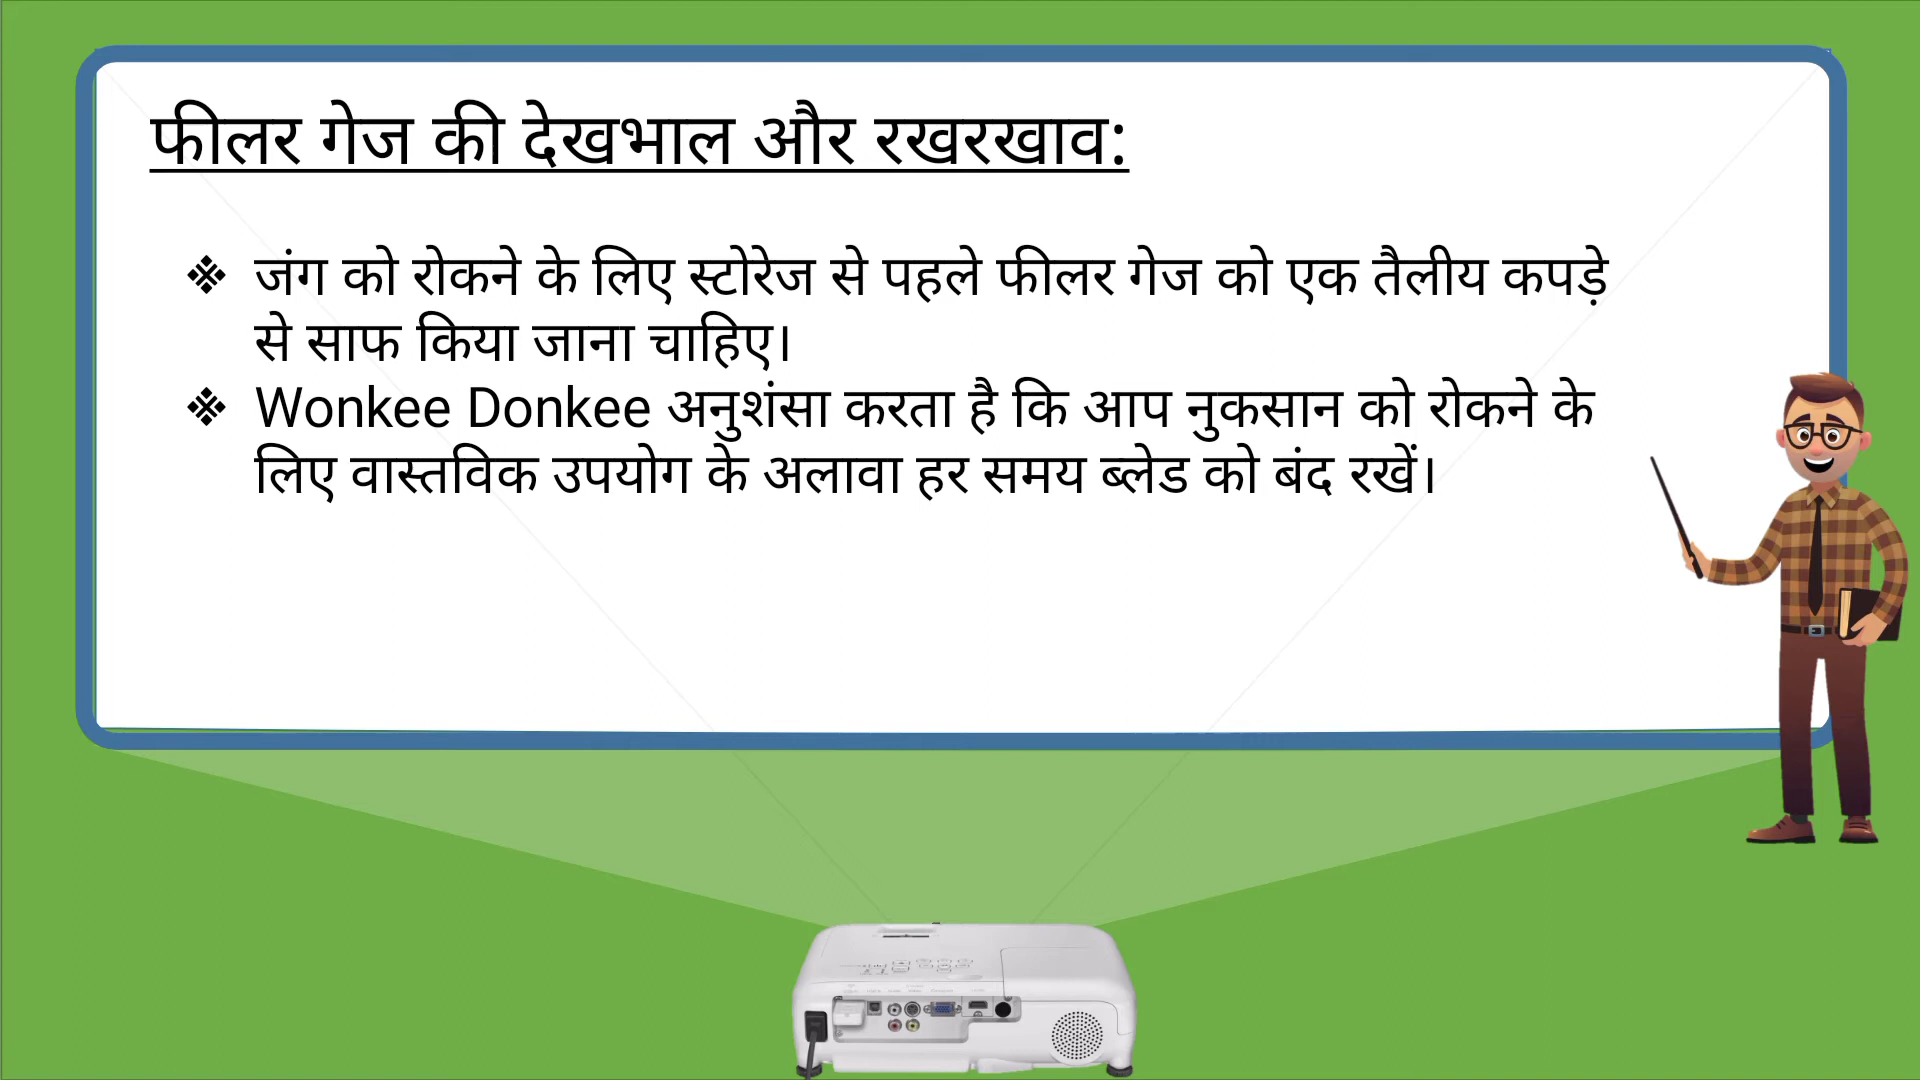 फीलर गेज की देखभाल और रखरखाव:
❖ जंग को रोकने के लिए स्टोरेज से पहले फीलर गेज को एक तैलीय कपड़े
से साफ किया जाना चाहिए।
❖ Wonkee Donkee अनुशंसा करता है कि आप नुकसान को रोकने के
लिए वास्तविक उपयोग के अलावा हर समय ब्लेड को बंद रखें।